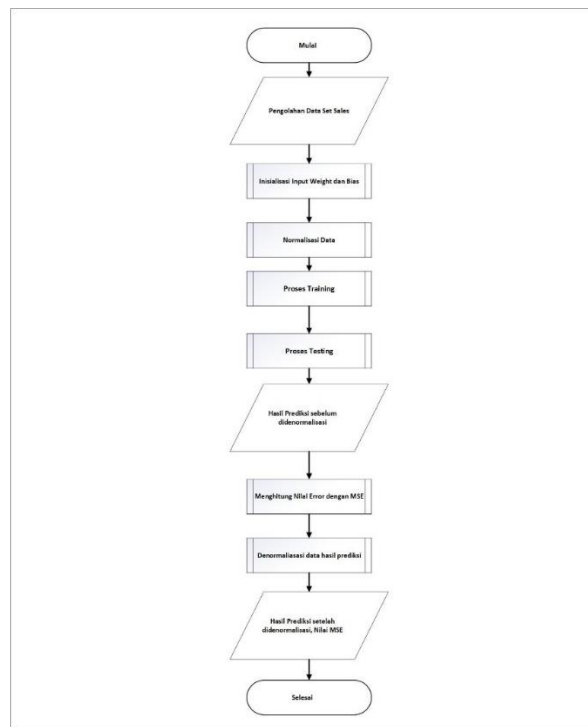 Mulai
Pengolahan Data Set Sales
Inisialisasi Input Weight dan Bias
Normalisasi Data
Proses Training
Proses Testing
Hasil Prediksi sebelum
didenormalisasi
Menghitung Nilai Error dengan MSE
Denormaliasasi data hasil prediksi
Hasil Prediksi setelah
didenormalisasi, Nilai MSE
Selesai